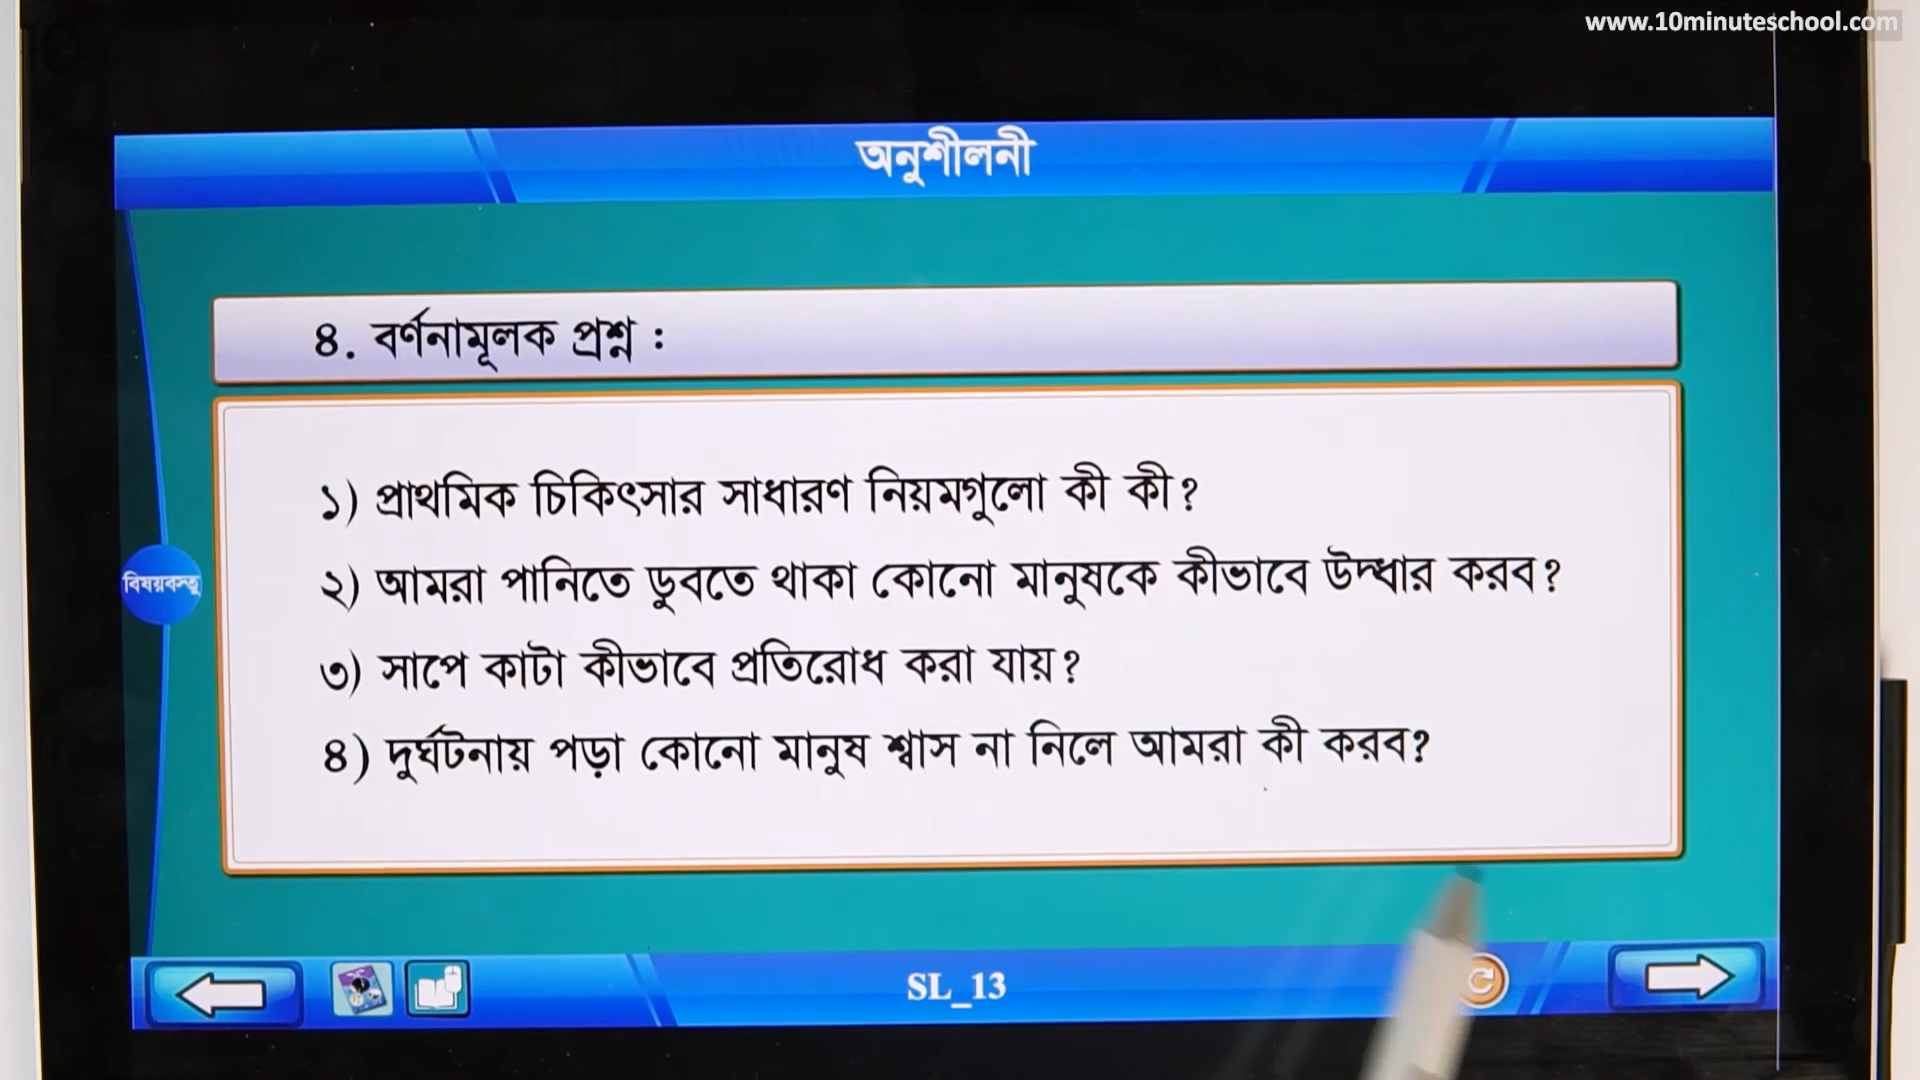 www.10minuteschool.com
অনুশীলনী
৪. বর্ণনামূলক প্রশ্ন :
১) প্রাথমিক চিকিৎসার সাধারণ নিয়মগুলো কী কী?
২) আমরা পানিতে ডুবতে থাকা কোনো মানুষকে কীভাবে উদ্ধার করব?
বিষয়বস্তু
৩) সাপে কাটা কীভাবে প্রতিরোধ করা যায়?
৪) দুর্ঘটনায় পড়া কোনো মানুষ শ্বাস না নিলে আমরা কী করব?
SL_13